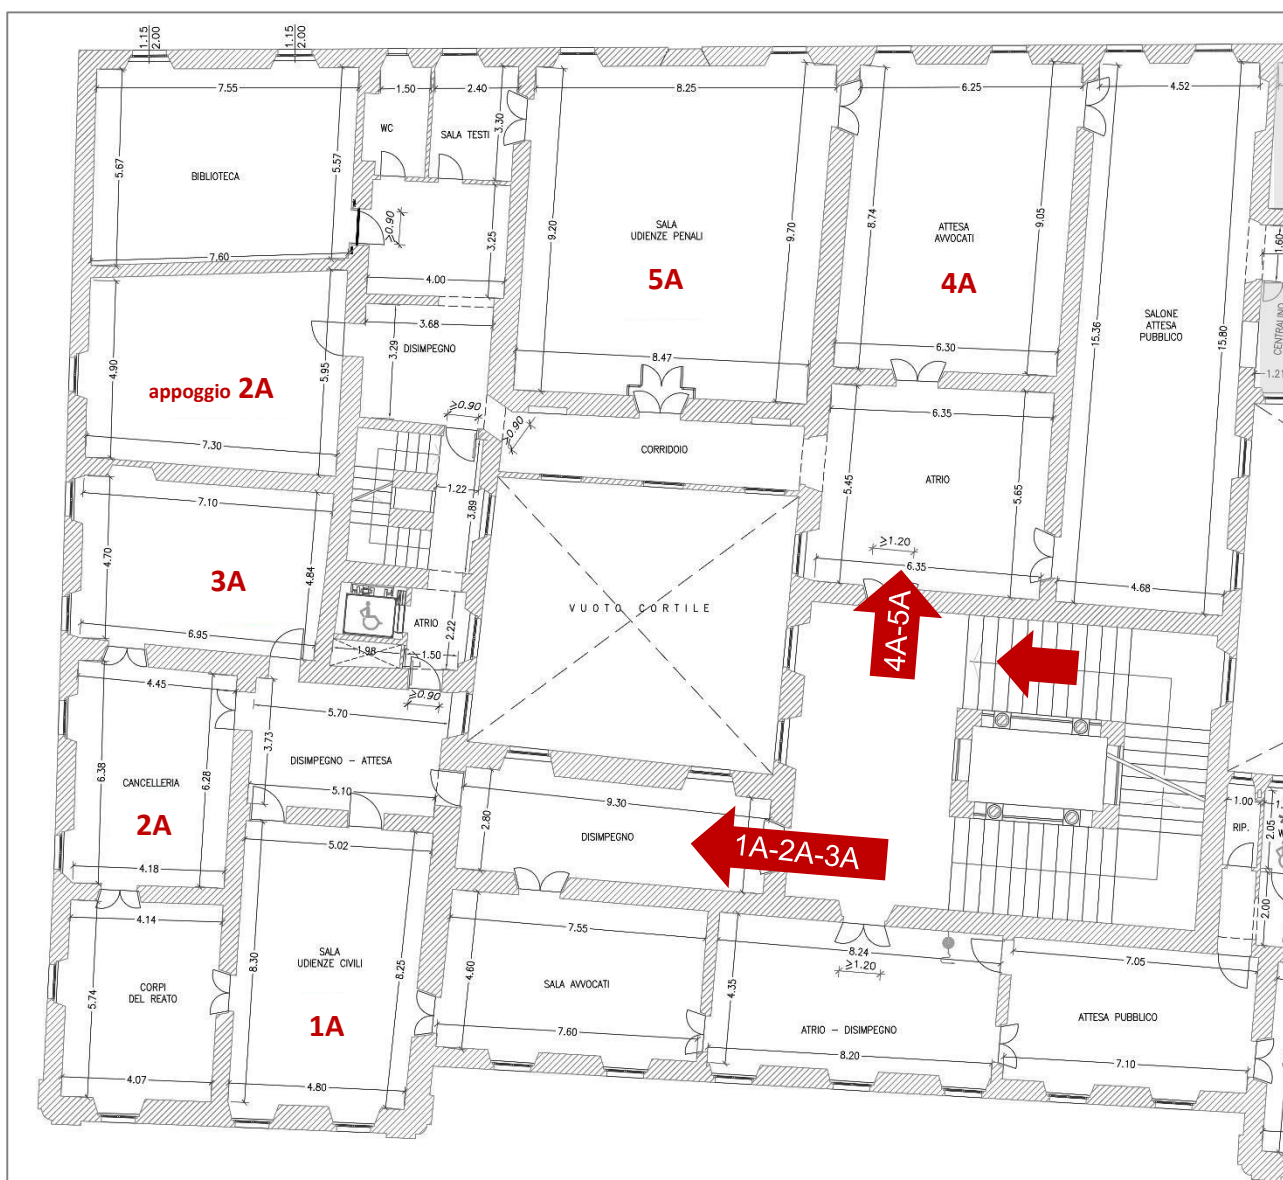 1.15
2.00
1.15
2.00
7.55
5.67
5.57
BIBLIOTECA
7.60
1.50
WC
2.40
SALA TESTI
3.30
≥0.90
3.25
4.00
8.25
9.20
SALA
UDIENZE PENALI
9.70
5A
8.47
6.25
8.74
ATTESA
AVVOCATI
9.05
4A
6.30
4.52
15.36
SALONE
ATTESA
PUBBLICO
15.80
1.60
CENTRALINO
1.21
4.90
appoggio 2A
5.95
7.30
3.68
3.29
DISIMPEGNO
≥0.90
≥0.90
CORRIDOIO
6.35
5.45
ATRIO
5.65
≥1.20
6.35
4.68
7.10
4.70
3A
4.84
6.95
1.22
3.89
ATRIO
2.22
1.98
1.50
≥0.90
VUOTO CORTILE
4A-5A
4.45
6.38
CANCELLERIA
6.28
2A
4.18
5.70
3.73
DISIMPEGNO - ATTESA
5.10
9.30
2.80
DISIMPEGNO
1A-2A-3A
1.00
RIP.
2.05
2.00
4.14
5.74
CORPI
DEL REATO
4.07
5.02
8.30
SALA
UDIENZE CIVILI
8.25
1A
4.80
7.55
4.60
SALA AVVOCATI
7.60
8.24
≥1.20
4.35
ATRIO - DISIMPEGNO
8.20
7.05
ATTESA PUBBLICO
7.10